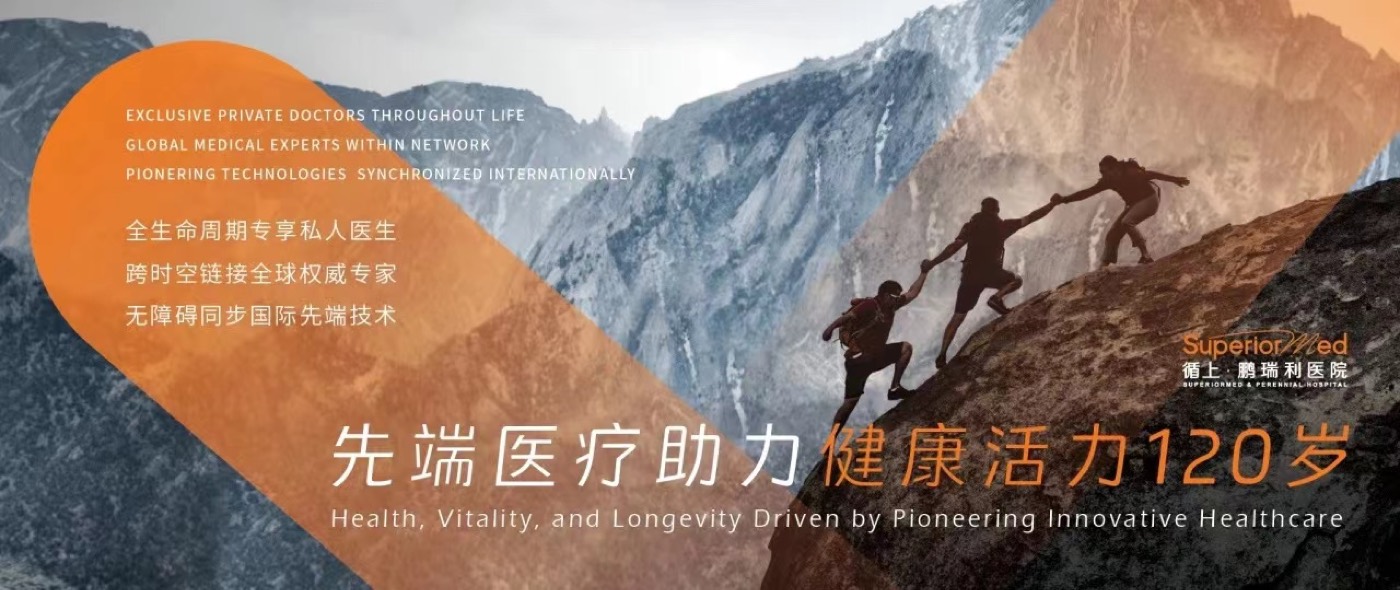 EXCLUSIVE PRIVATE DOCTORS THROUGHOUT LIFE
GLOBAL MEDICAL EXPERTS WITHIN NETWORK
PIONERING TECHNOLOGIES SYNCHRONIZED INTERNATIONALLY
全生命周期专享私人医生
跨时空链接全球权威专家
无障碍同步国际先端技术
SuperiorMed
循上·鹏瑞利医院
SUPERIORMED & PERENNIAL HOSPITAL
先端医疗助力健康活力120岁
Health, Vitality, and Longevity Driven by Pioneering Innovative Healthcare